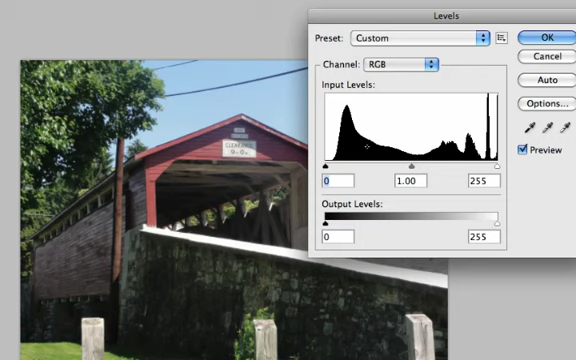 Levels
Preset: Custom
OK
Cancel
Channel: RGB
Auto
Input Levels:
Options...
Preview
CLEARANCE
0 1.00 255
Output Levels:
0 255